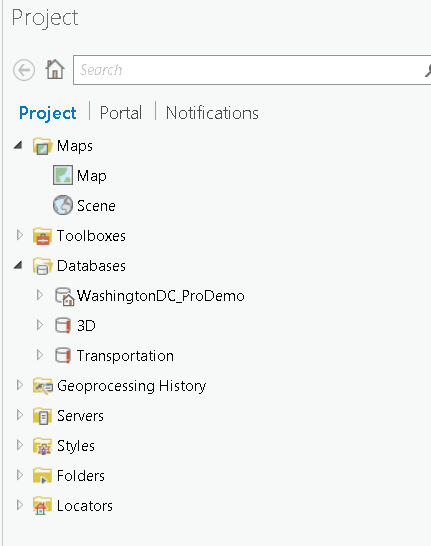 Project
Search
Project | Portal | Notifications
Maps
Map
Scene
Toolboxes
Databases
WashingtonDC_ProDemo
3D
Transportation
Geoprocessing History
Servers
Styles
Folders
Locators